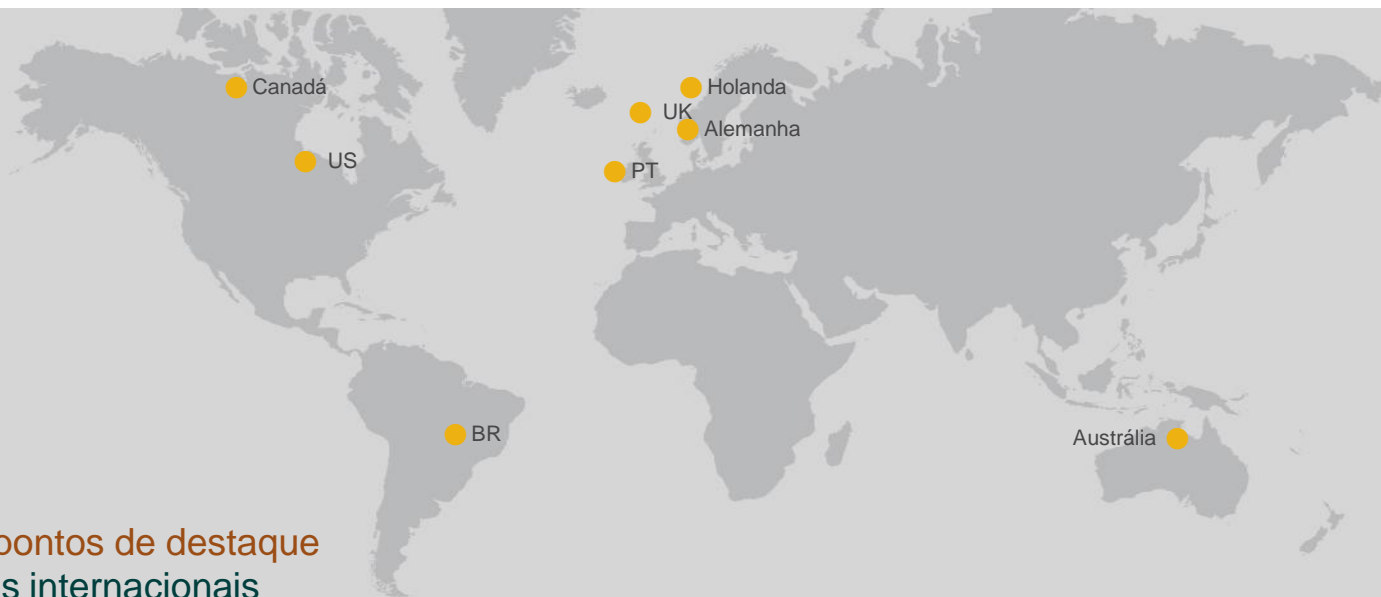 Canadá
Holanda
UK
Alemanha
US
PT
BR
Austrália
pontos de destaque
s internacionais